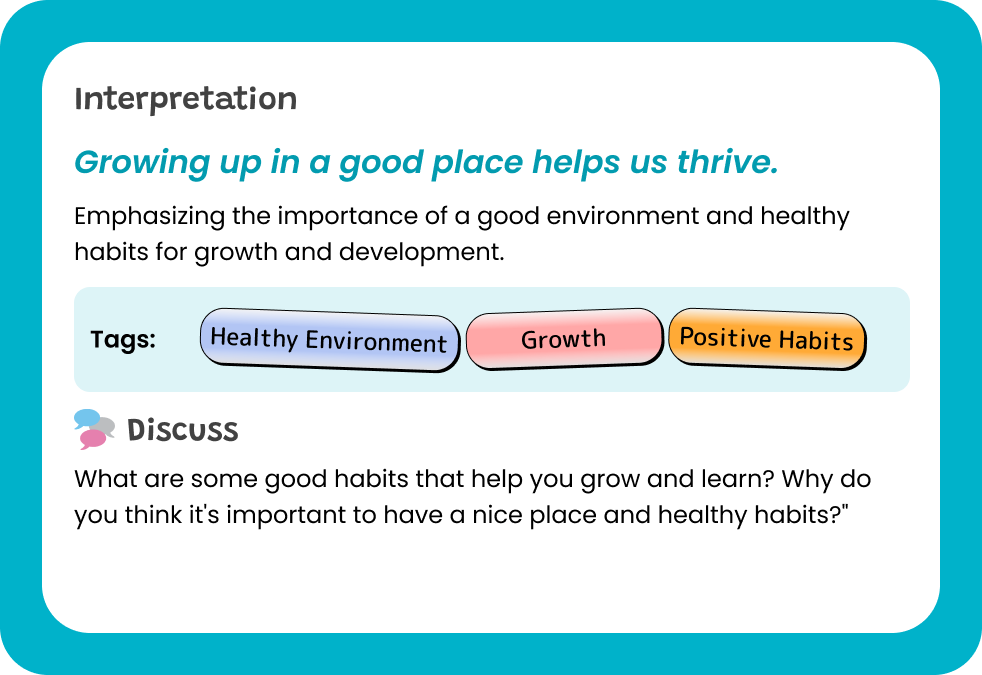 Interpretation
Growing up in a good place helps us thrive.
Emphasizing the importance of a good environment and healthy
habits for growth and development.
Tags: Healthy Environment Growth Positive Habits
Discuss
What are some good habits that help you grow and learn? Why do
you think it's important to have a nice place and healthy habits?"